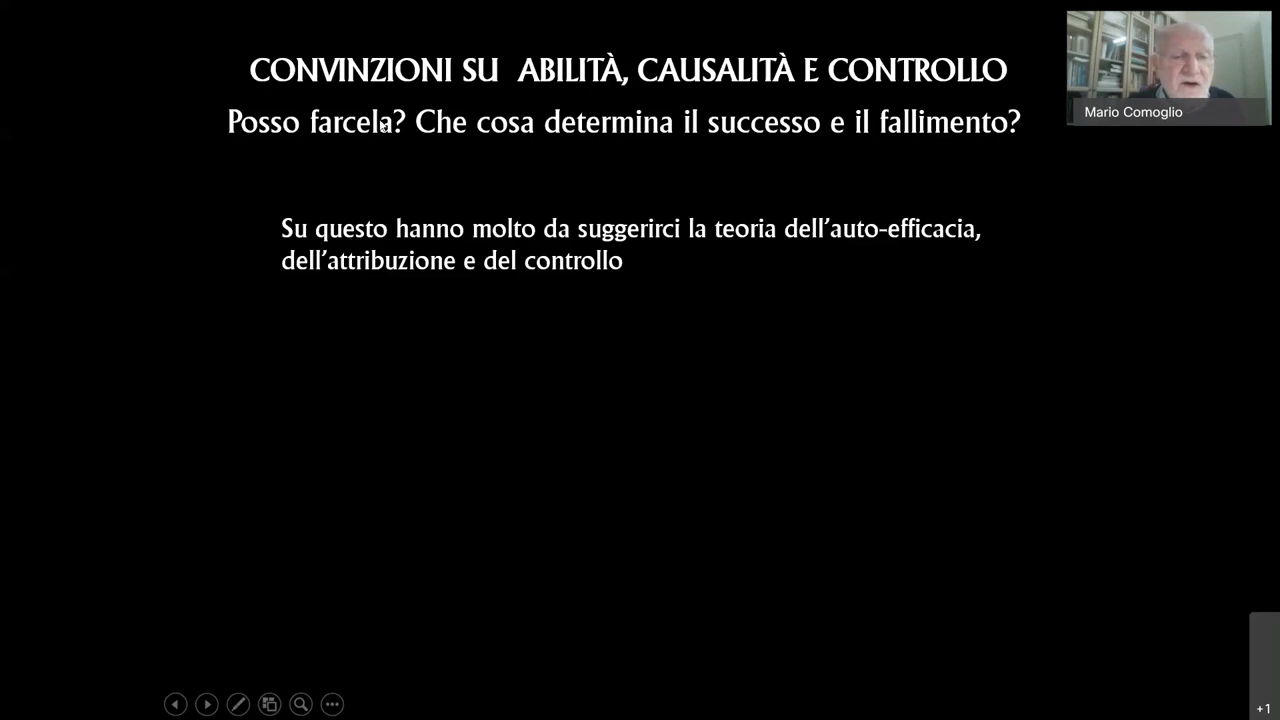 CONVINZIONI SU  ABILITÀ, CAUSALITÀ E CONTROLLO
Posso farcela? Che cosa determina il successo e il fallimento?
Mario Comoglio
Su questo hanno molto da suggerirci la teoria dell’auto-efficacia,
dell’attribuzione e del controllo
+1